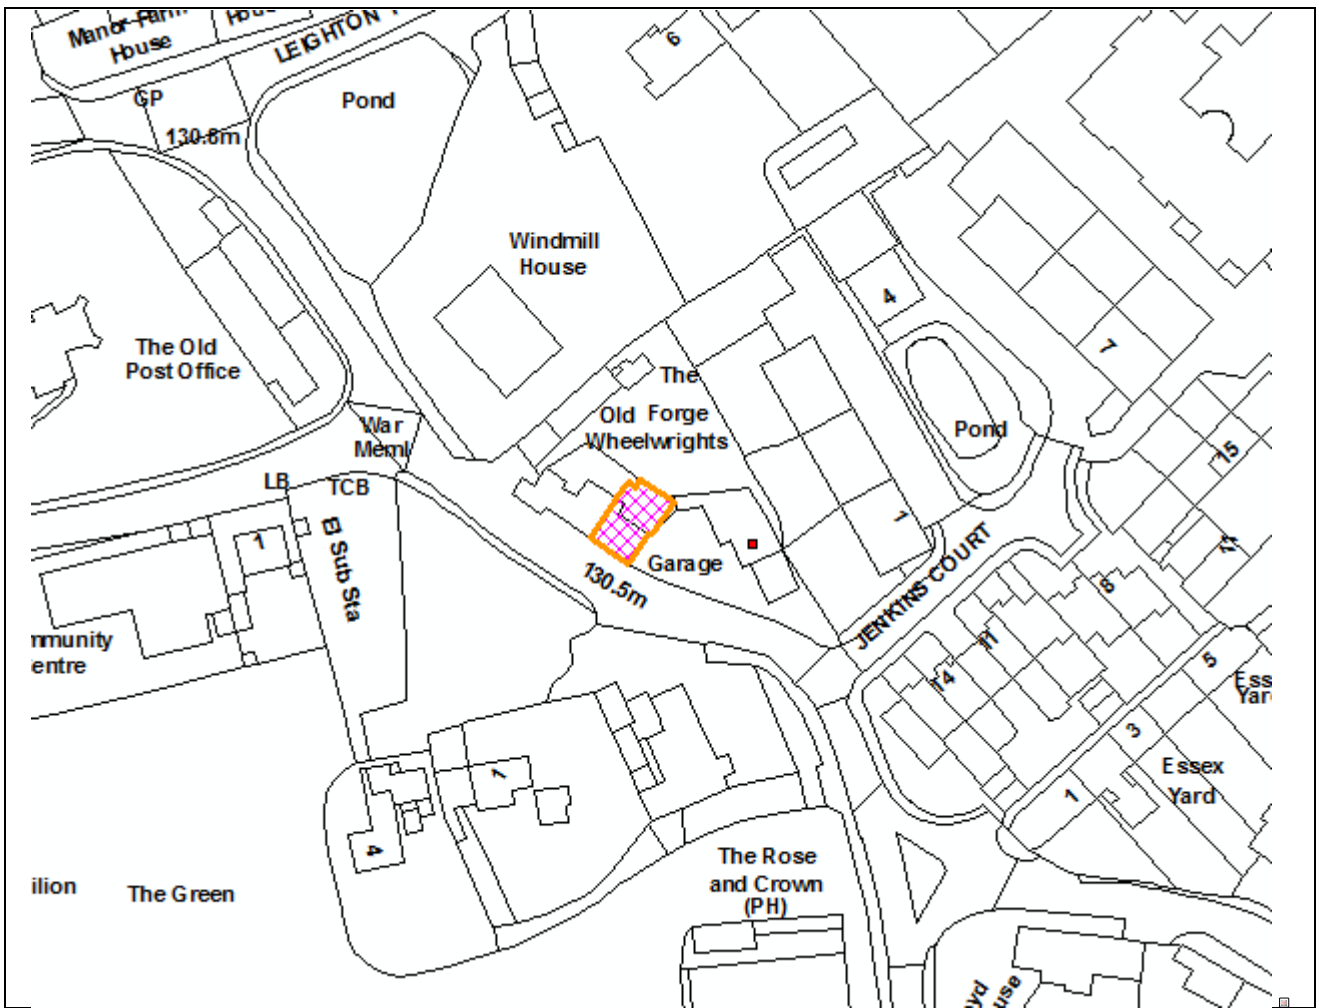 Manor Farm
House
LEIGHTON
GP
130.8m
Pond
6
Windmill
House
4
7
The Old
Post Office
The
Old Forge
Wheelwrights
War
Meml
Pond
15
LB
TCB
El Sub Sta
1
1
11
Garage
130.5m
JENKINS COURT
8
11
14
5
3
1
Essex
Yard
mmunity
entre
1
4
ilion
The Green
The Rose
and Crown
(PH)